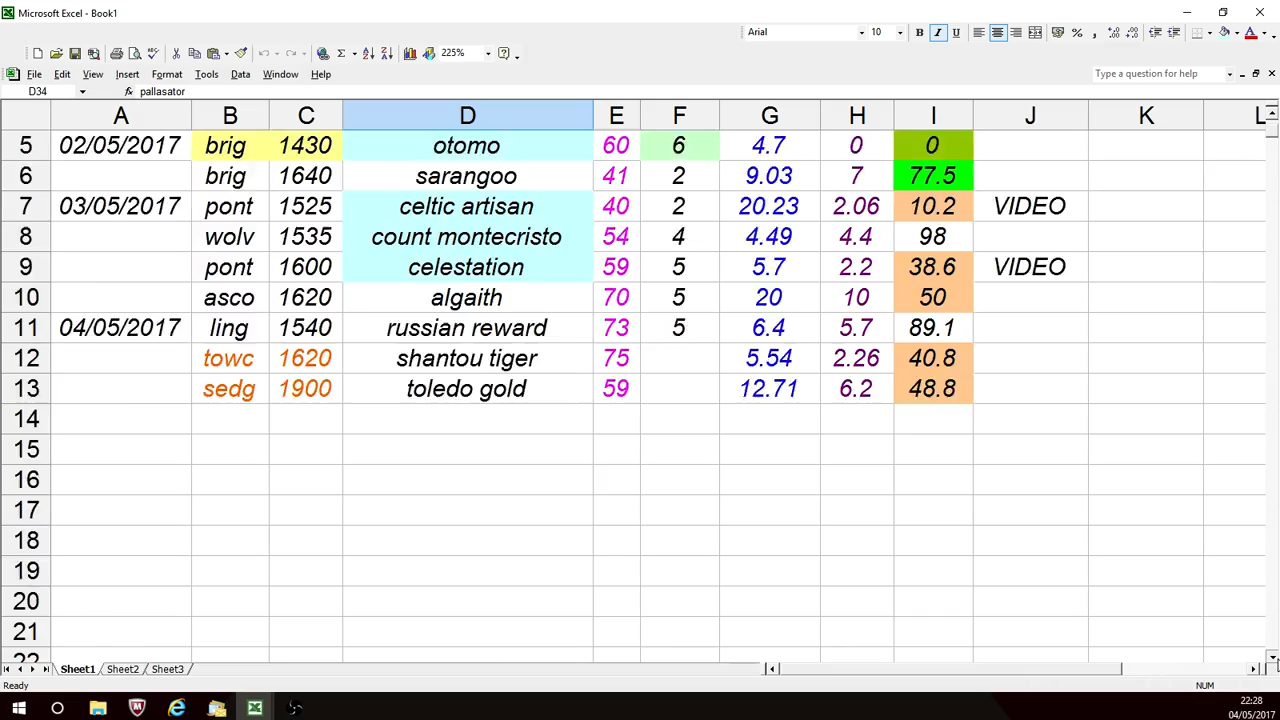 Microsoft Excel - Book1
Arial 10 B I U
225%
File Edit View Insert Format Tools Data Window Help Type a question for help
D34 fx pallasator
A B C D E F G H I J K L
5 02/05/2017 brig 1430 otomo 60 6 4.7 0 0
6 brig 1640 sarangoo 41 2 9.03 7 77.5
7 03/05/2017 pont 1525 celtic artisan 40 2 20.23 2.06 10.2 VIDEO
8 wolv 1535 count montecristo 54 4 4.49 4.4 98
9 pont 1600 celestation 59 5 5.7 2.2 38.6 VIDEO
10 asco 1620 algaith 70 5 20 10 50
11 04/05/2017 ling 1540 russian reward 73 5 6.4 5.7 89.1
12 towc 1620 shantou tiger 75 5.54 2.26 40.8
13 sedg 1900 toledo gold 59 12.71 6.2 48.8
14
15
16
17
18
19
20
21
22
Sheet1 Sheet2 Sheet3
Ready NUM
22:28
04/05/2017